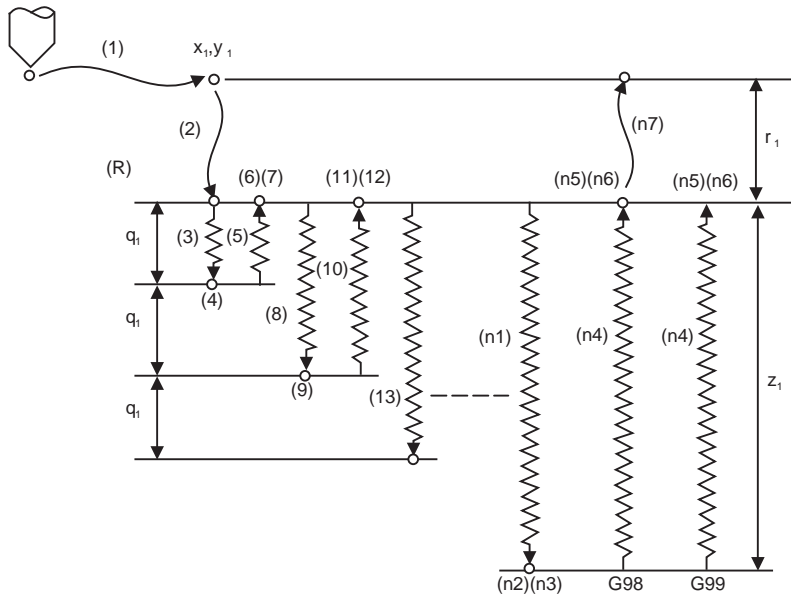 (1)
x₁,y₁
(2)
(n7)
r₁
(R)
(6)(7)
(11)(12)
(n5)(n6)
(n5)(n6)
q₁
(3)
(5)
(10)
(4)
q₁
(8)
(n1)
(n4)
(n4)
(9)
(13)
z₁
q₁
(n2)(n3)
G98
G99